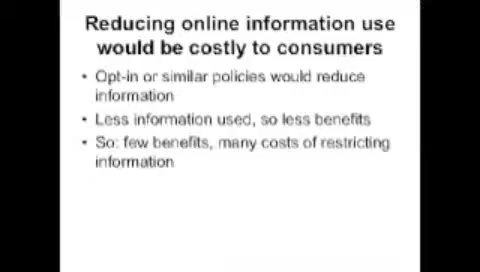 Reducing online information use
would be costly to consumers
• Opt-in or similar policies would reduce
information
• Less information used, so less benefits
• So: few benefits, many costs of restricting
information